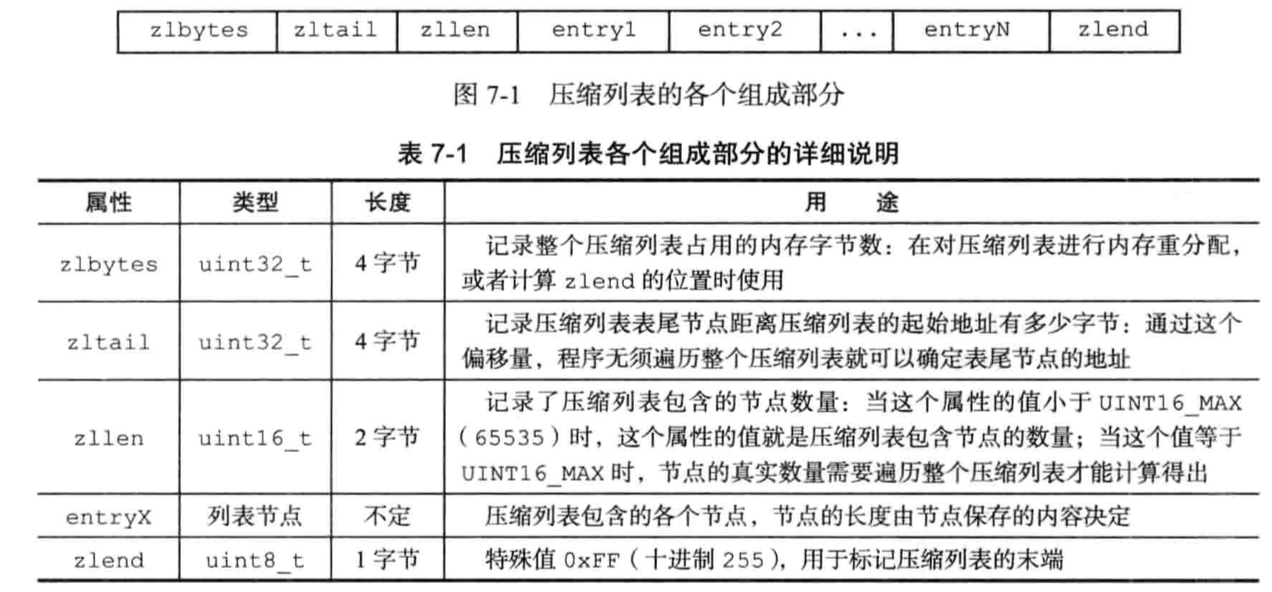 zlbytes zltail zllen entry1 entry2 ... entryN zlend
图 7-1 压缩列表的各个组成部分
表 7-1 压缩列表各个组成部分的详细说明
属性 类型 长度 用 途
zlbytes uint32_t 4 字节 记录整个压缩列表占用的内存字节数：在对压缩列表进行内存重分配，
或者计算 zlend 的位置时使用
zltail uint32_t 4 字节 记录压缩列表表尾节点距离压缩列表的起始地址有多少字节：通过这个
偏移量，程序无须遍历整个压缩列表就可以确定表尾节点的地址
zllen uint16_t 2 字节 记录了压缩列表包含的节点数量：当这个属性的值小于 UINT16_MAX
（65535）时，这个属性的值就是压缩列表包含节点的数量；当这个值等于
UINT16_MAX 时，节点的真实数量需要遍历整个压缩列表才能计算得出
entryX 列表节点 不定 压缩列表包含的各个节点，节点的长度由节点保存的内容决定
zlend uint8_t 1 字节 特殊值 0xFF（十进制 255），用于标记压缩列表的末端